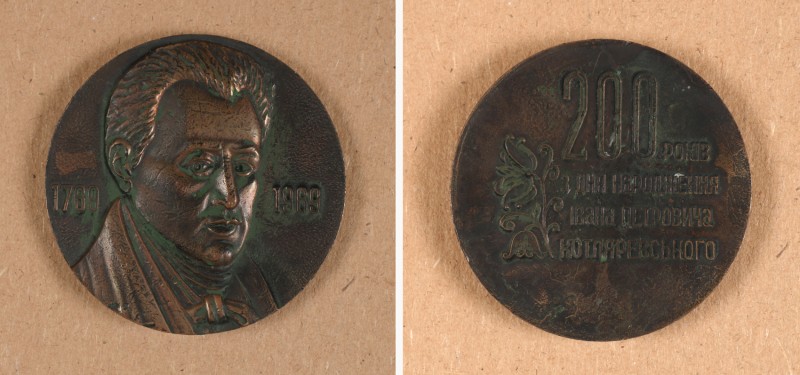 1769
1969
200
РОКІВ
З ДНЯ НАРОДЖЕННЯ
ІВАНА ПЕТРОВИЧА
КОТЛЯРЕВСЬКОГО